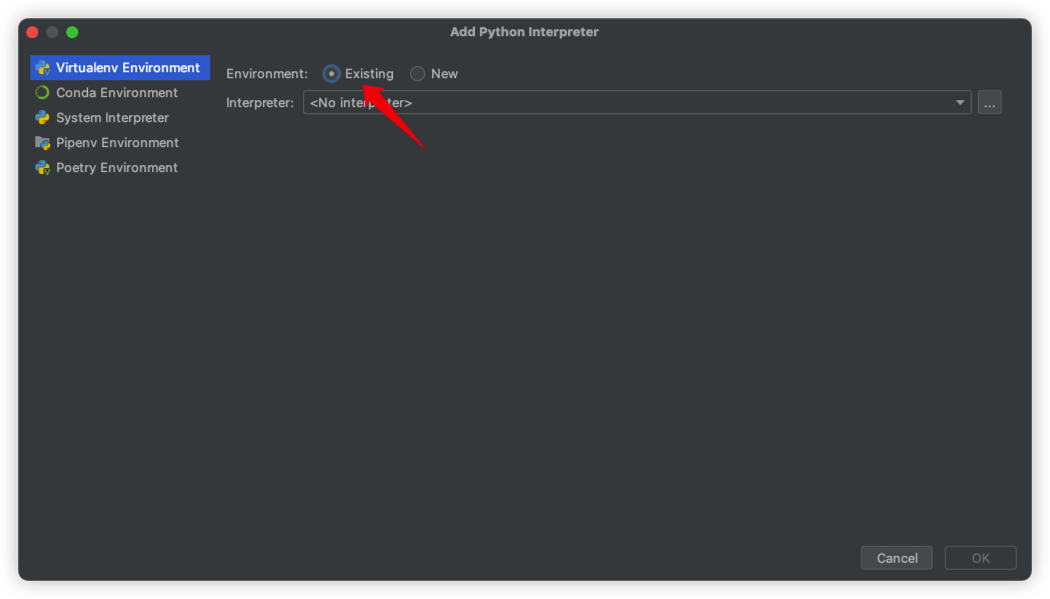 Add Python Interpreter
Virtualenv Environment
Conda Environment
System Interpreter
Pipenv Environment
Poetry Environment
Environment: Existing New
Interpreter: <No interpreter>
...
Cancel OK